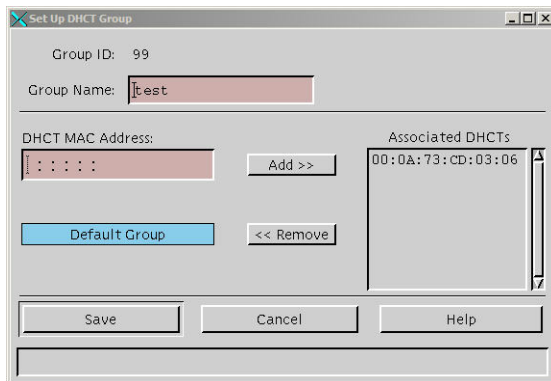 Set Up DHCT Group
Group ID: 99
Group Name: test
DHCT MAC Address:
: : : : :
Add >>
Default Group
<< Remove
Associated DHCTs
00:0A:73:CD:03:06
Save Cancel Help